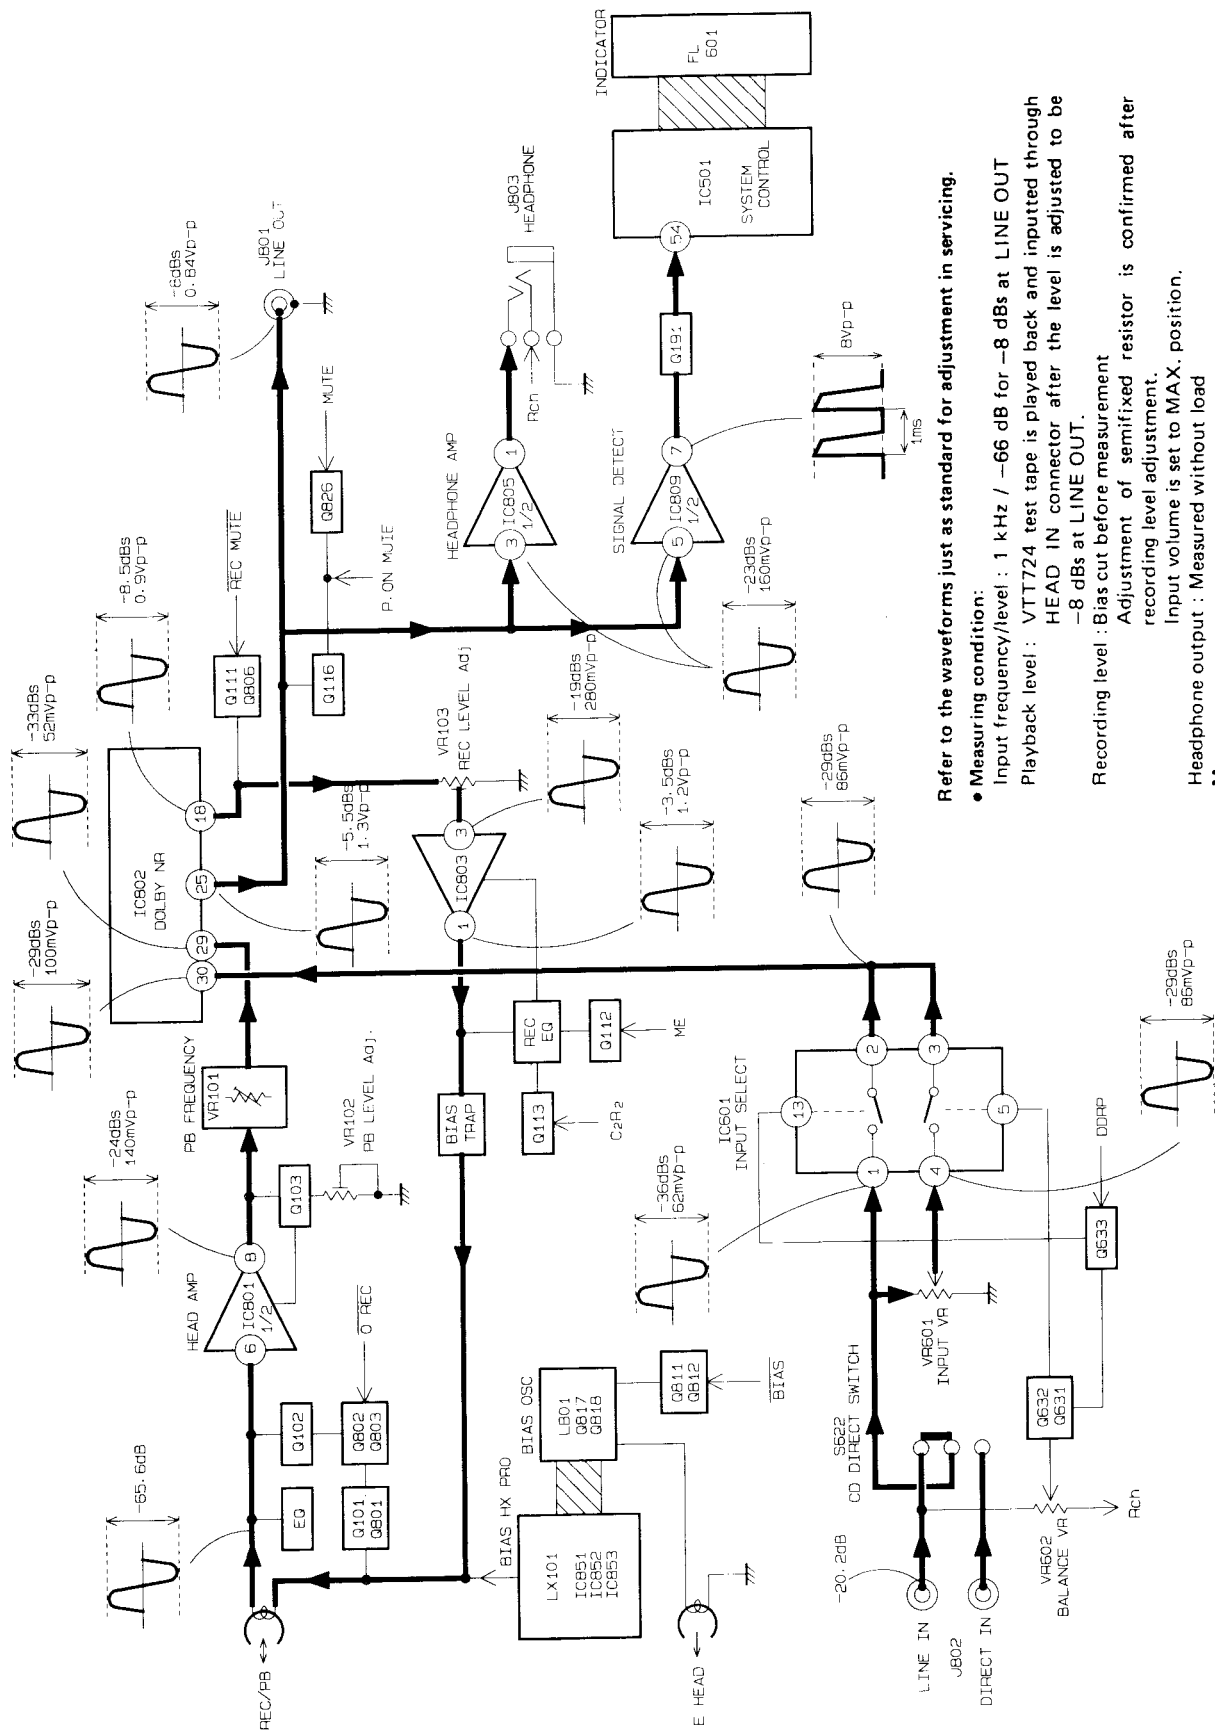 REC/PB
-65.6dB
EQ
Q102
Q101
Q801
Q802
Q803
O REC
HEAD AMP
6
IC801
1/2
8
-24dBs
140mVp-p
Q103
VR102
PB LEVEL Adj.
PB FREQUENCY
VR101
-29dBs
100mVp-p
-33dBs
52mVp-p
IC802
DOLBY NR
30
29
25
18
-8.5dBs
0.9Vp-p
-5.5dBs
1.3Vp-p
Q111
Q806
REC MUTE
Q116
Q826
MUTE
P.ON MUTE
-8dBs
0.84Vp-p
J801
LINE OUT
VR103
REC LEVEL Adj
3
IC803
1
-19dBs
280mVp-p
-3.5dBs
1.2Vp-p
BIAS
TRAP
REC
EQ
Q113
C2R2
Q112
ME
HEADPHONE AMP
3
IC805
1/2
1
Rch
J803
HEADPHONE
SIGNAL DETECT
5
IC809
1/2
7
-23dBs
160mVp-p
Q191
8Vp-p
1ms
54
IC501
SYSTEM
CONTROL
INDICATOR
FL
601
BIAS HX PRO
LX101
IC851
IC852
IC853
BIAS OSC
L801
Q817
Q818
Q811
Q812
BIAS
E HEAD
-20.2dB
LINE IN
J802
DIRECT IN
S622
CD DIRECT SWITCH
VR602
BALANCE VR
Rch
Q632
Q631
Q633
DDRP
VR601
INPUT VR
-36dBs
62mVp-p
IC601
INPUT SELECT
13
1
2
4
3
5
-29dBs
86mVp-p
-29dBs
86mVp-p
Refer to the waveforms just as standard for adjustment in servicing.
• Measuring condition:
Input frequency/level : 1 kHz / −66 dB for −8 dBs at LINE OUT
Playback level : VTT724 test tape is played back and inputted through
HEAD IN connector after the level is adjusted to be
−8 dBs at LINE OUT.
Recording level : Bias cut before measurement
Adjustment of semifixed resistor is confirmed after
recording level adjustment.
Input volume is set to MAX. position.
Headphone output : Measured without load